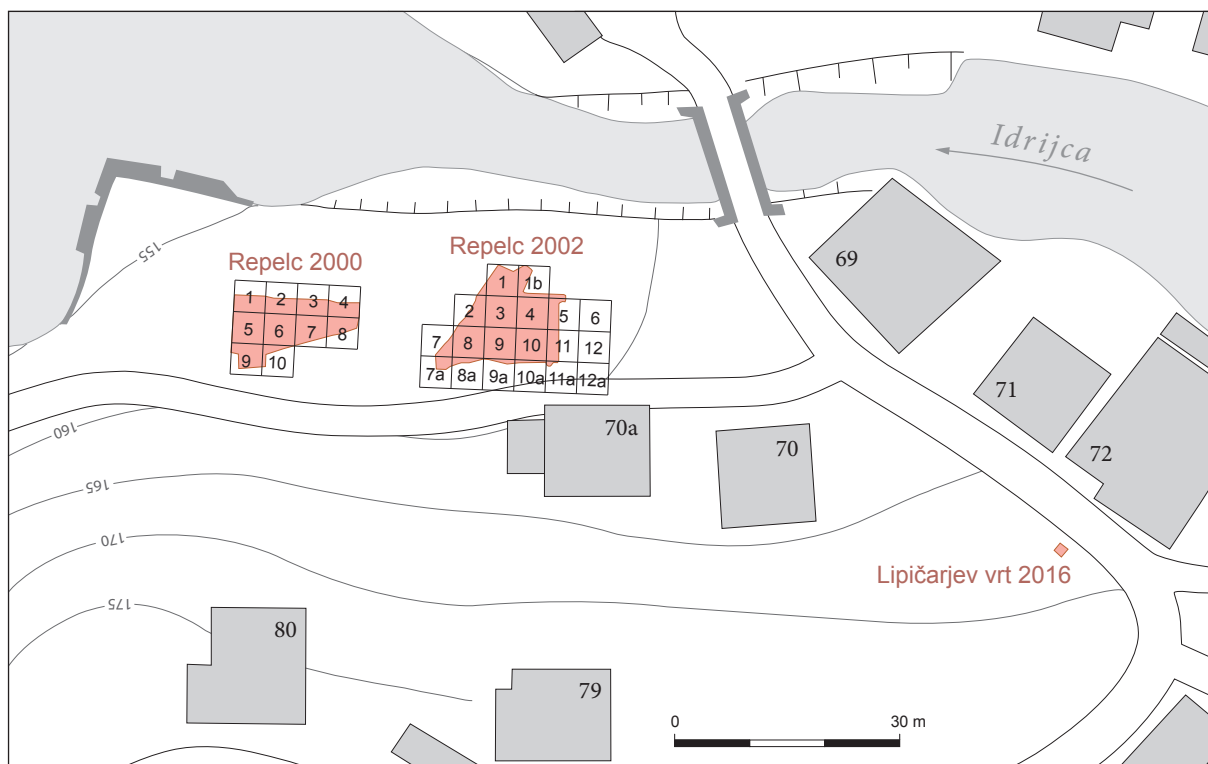 Idrijca
155
Repelc 2000
Repelc 2002
69
1 2 3 4
5 6 7 8
9 10
1 1b
2 3 4 5 6
7 8 9 10 11 12
7a 8a 9a 10a 11a 12a
71
72
70a
70
160
165
170
175
Lipičarjev vrt 2016
80
79
0 30 m